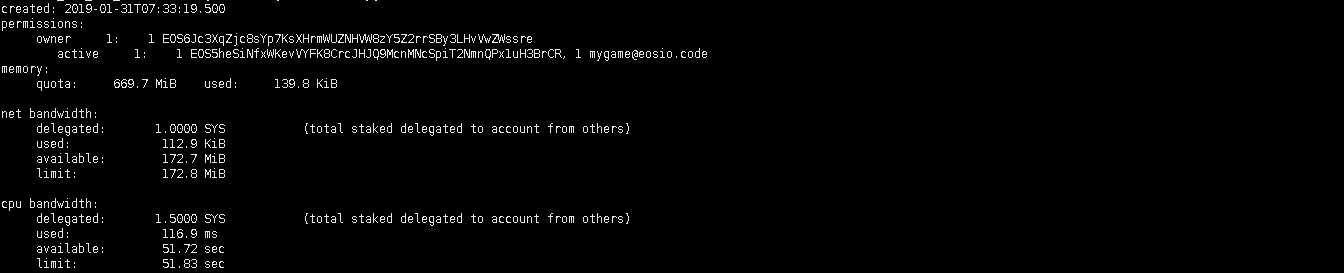 created: 2019-01-31T07:33:19.500
permissions:
owner 1: 1 EOS6Jc3XqZjc8sYp7KsXHrmWUZNHVW8zY5Z2rrSBy3LHvVwZWssre
active 1: 1 EOS5heSiNfxWKevVYFK8CrcJHJQ9McnMNcSpiT2NmnQPx1uH3BrCR, 1 mygame@eosio.code
memory:
quota: 669.7 MiB used: 139.8 KiB
net bandwidth:
delegated: 1.0000 SYS (total staked delegated to account from others)
used: 112.9 KiB
available: 172.7 MiB
limit: 172.8 MiB
cpu bandwidth:
delegated: 1.5000 SYS (total staked delegated to account from others)
used: 116.9 ms
available: 51.72 sec
limit: 51.83 sec